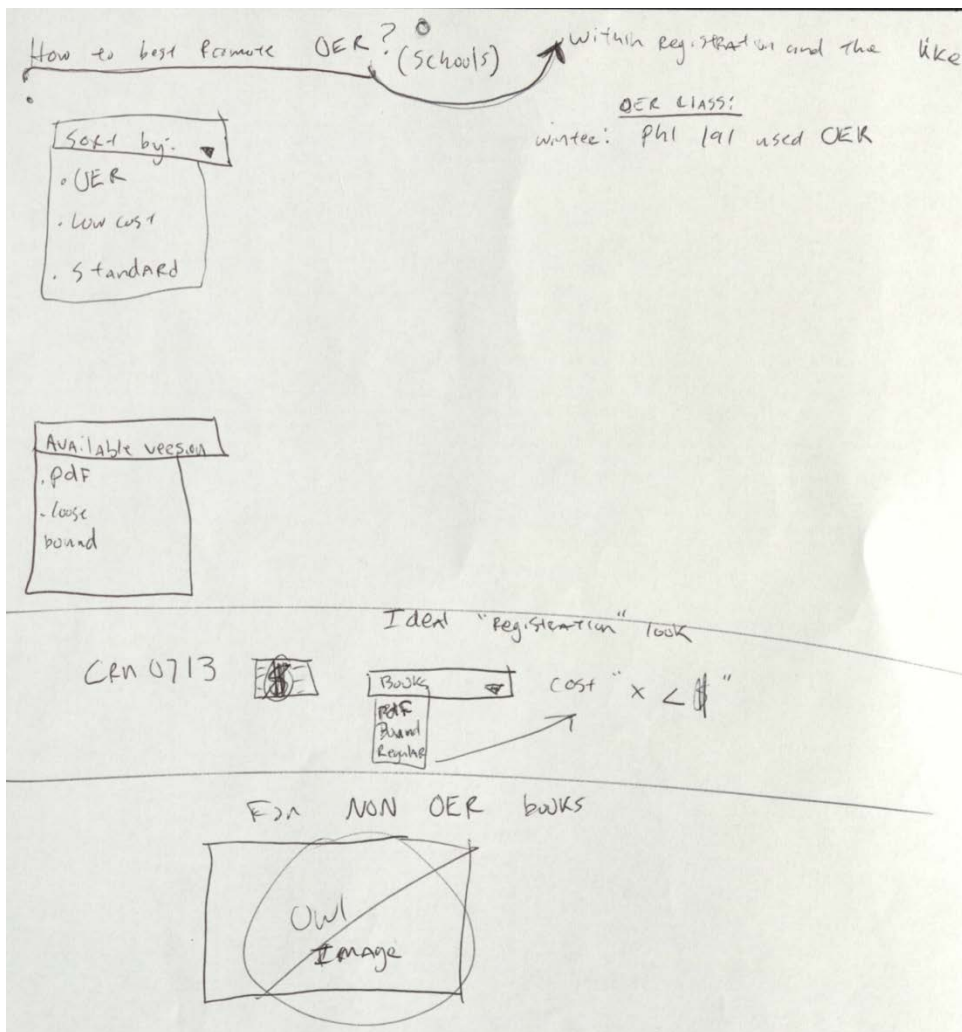 How to best Promote OER? (Schools)
Within Registration and the like
OER Class:
winter: Phl 191 used OER
Sort by:
. OER
. Low cost
. Standard
Available version
. pdf
- loose
bound
Ideal "Registration" look
CRN 0713 $ Books cost "x < $"
Pdf
Bound
Regular
For NON OER books
Owl
Image